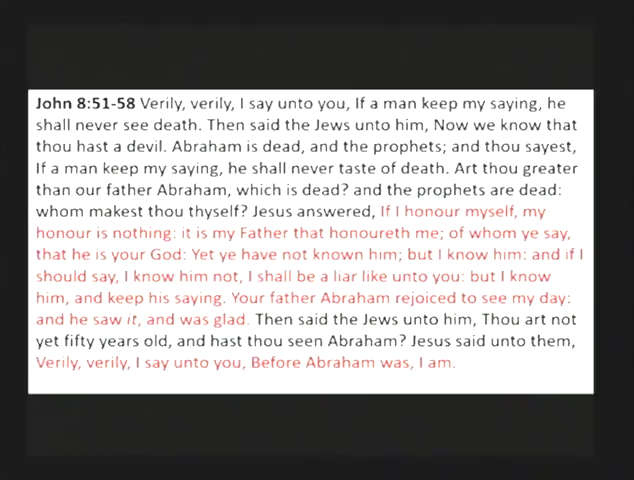 John 8:51-58 Verily, verily, I say unto you, If a man keep my saying, he
shall never see death. Then said the Jews unto him, Now we know that
thou hast a devil. Abraham is dead, and the prophets; and thou sayest,
If a man keep my saying, he shall never taste of death. Art thou greater
than our father Abraham, which is dead? and the prophets are dead:
whom makest thou thyself? Jesus answered, If I honour myself, my
honour is nothing: it is my Father that honoureth me; of whom ye say,
that he is your God: Yet ye have not known him; but I know him: and if I
should say, I know him not, I shall be a liar like unto you: but I know
him, and keep his saying. Your father Abraham rejoiced to see my day:
and he saw it, and was glad. Then said the Jews unto him, Thou art not
yet fifty years old, and hast thou seen Abraham? Jesus said unto them,
Verily, verily, I say unto you, Before Abraham was, I am.